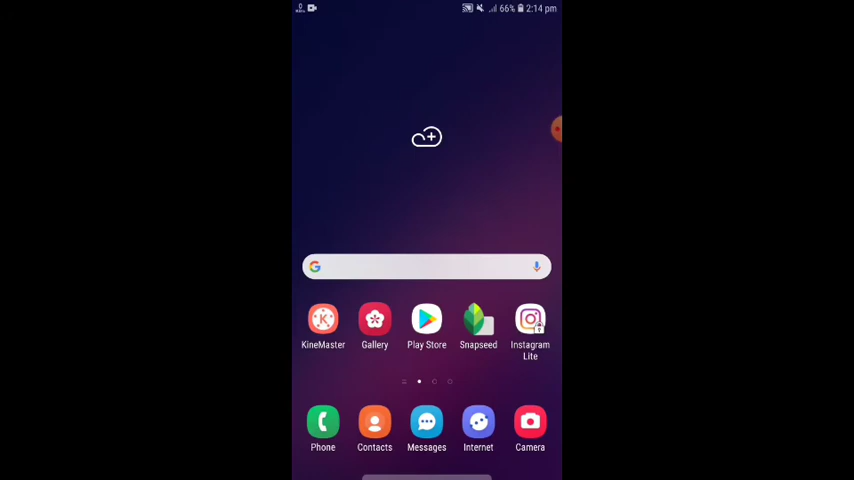 66% 2:14 pm
G
KineMaster Gallery Play Store Snapseed Instagram
Lite
Phone Contacts Messages Internet Camera